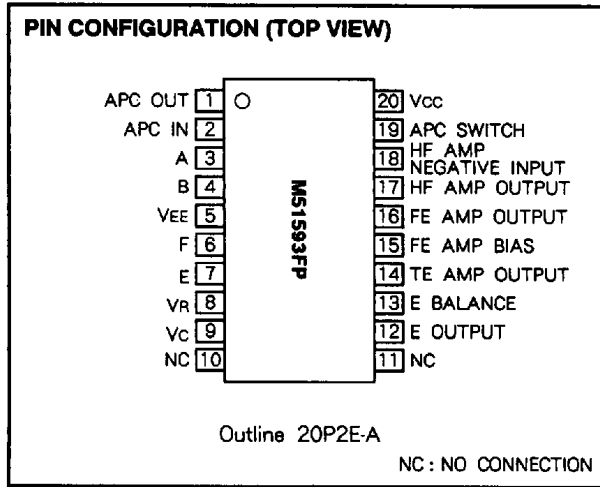 PIN CONFIGURATION (TOP VIEW)
APC OUT 1
APC IN 2
A 3
B 4
VEE 5
F 6
E 7
VR 8
VC 9
NC 10
M51593FP
20 VCC
19 APC SWITCH
18 HF AMP
NEGATIVE INPUT
17 HF AMP OUTPUT
16 FE AMP OUTPUT
15 FE AMP BIAS
14 TE AMP OUTPUT
13 E BALANCE
12 E OUTPUT
11 NC
Outline 20P2E-A
NC : NO CONNECTION